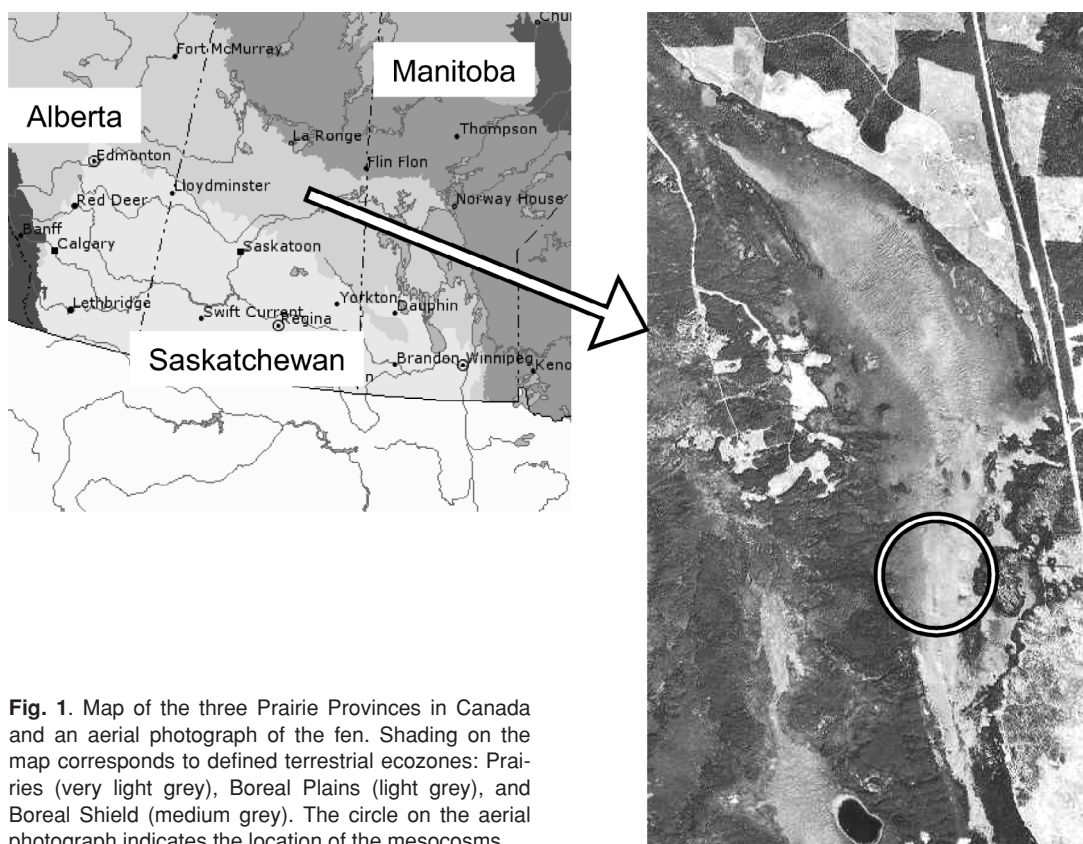 Chu
Fort McMurray
Manitoba
Alberta
Thompson
La Ronge
Edmonton
Flin Flon
Lloydminster
Red Deer
Norway House
Banff
Calgary
Saskatoon
Yorkton
Lethbridge
Swift Current
Dauphin
Regina
Saskatchewan
Brandon
Winnipeg
Keno
n
Fig. 1. Map of the three Prairie Provinces in Canada
and an aerial photograph of the fen. Shading on the
map corresponds to defined terrestrial ecozones: Prai-
ries (very light grey), Boreal Plains (light grey), and
Boreal Shield (medium grey). The circle on the aerial
photograph indicates the location of the mesocosms.